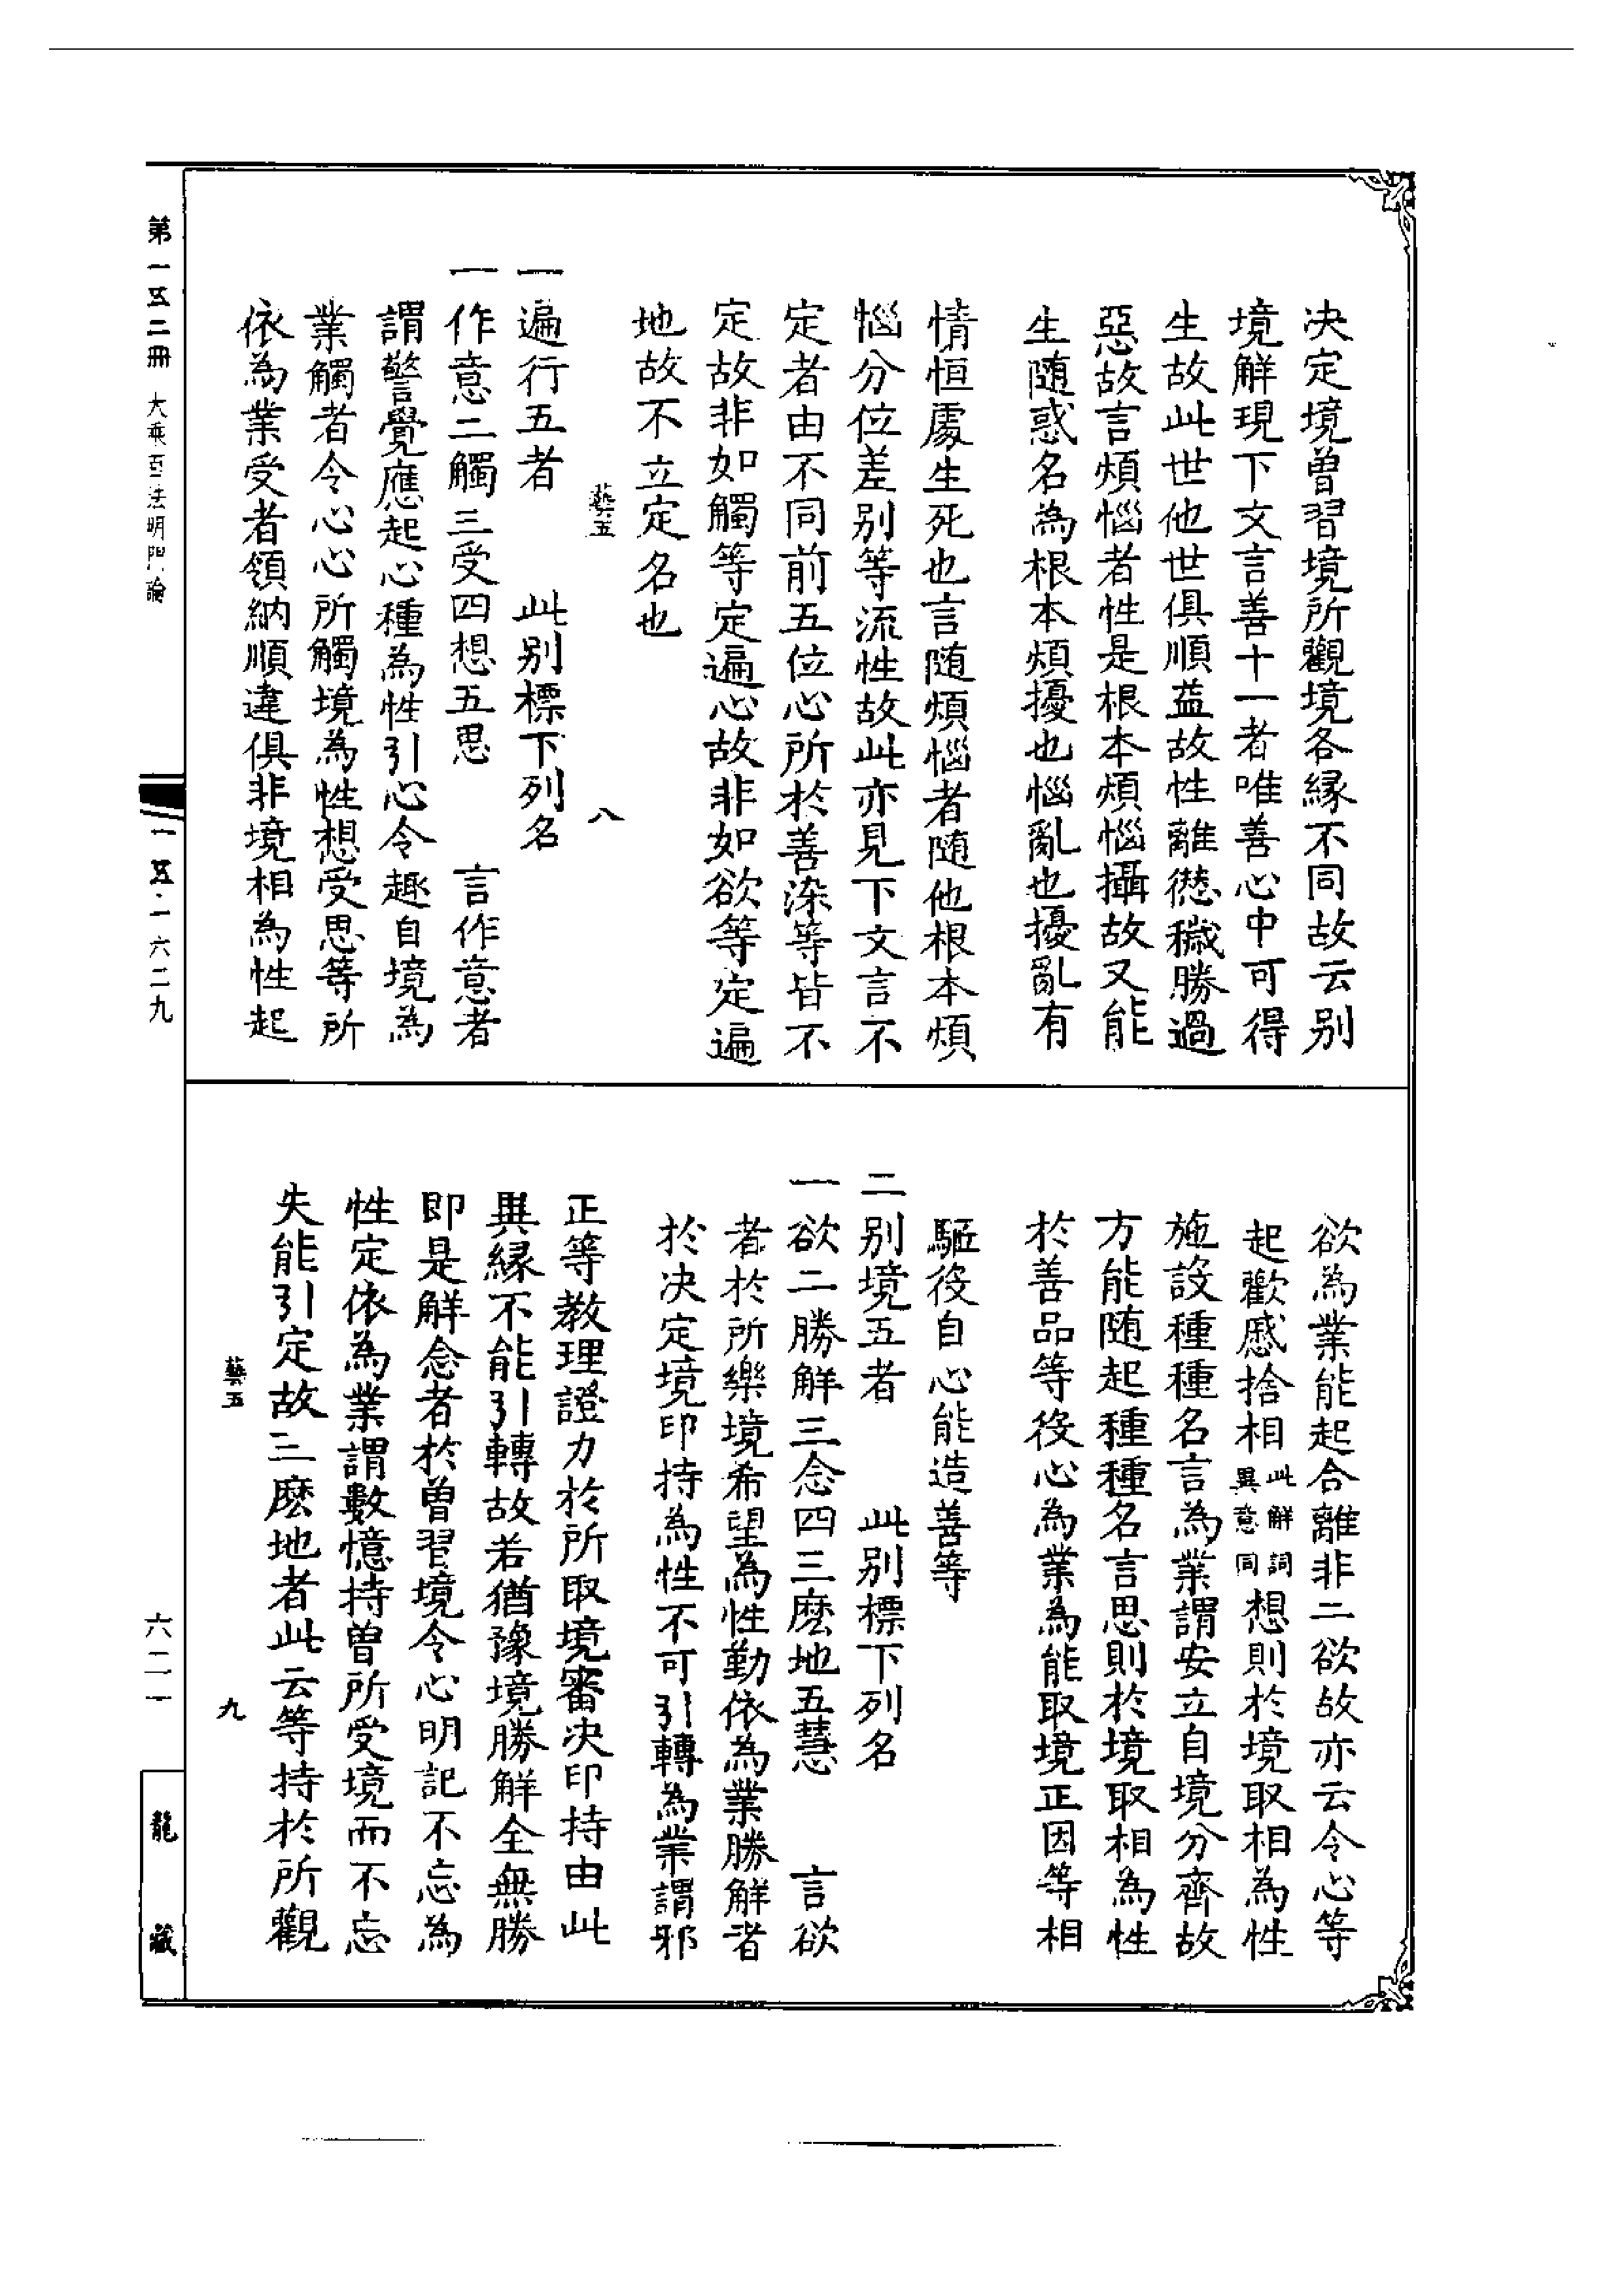 决定境曽習境所觀境各縁不同故云别
境解現下文言善十一者唯善心中可得
生故此世他世俱順益故性離愆穢勝過
惡故言煩惱者性是根本煩惱攝故又能
生随惑名為根本煩擾也惱亂也擾亂有
情恒處生死也言随煩惱者随他根本煩
惱分位差别等流性故此亦見下文言不
定者由不同前五位心所於善染等皆不
定故非如觸等定遍心故非如欲等定遍
地故不立定名也
藝五 八
一遍行五者 此别標下列名
一作意二觸三受四想五思 言作意者
謂警覺應起心種為性引心令趣自境為
業觸者令心心所觸境為性想受思等所
依為業受者領納順違俱非境相為性起
欲為業能起合離非二欲故亦云令心等
起歡慼捨相此解詞異意同想則於境取相為性
施設種種名言為業謂安立自境分齊故
方能随起種種名言思則於境取相為性
於善品等役心為業為能取境正因等相
驅役自心能造善等
二别境五者 此别標下列名
一欲二勝解三念四三麽地五慧 言欲
者於所樂境希望為性勤依為業勝解者
於决定境印持為性不可引轉為業謂邪
正等教理證力於所取境審决印持由此
異縁不能引轉故若猶豫境勝解全無勝
即是解念者於曽習境令心明記不忘為
性定依為業謂數憶持曽所受境而不忘
失能引定故三麽地者此云等持於所觀
藝五 九
第一五二冊 大乘百法明門論
一五·一六二九
六二一
龍藏